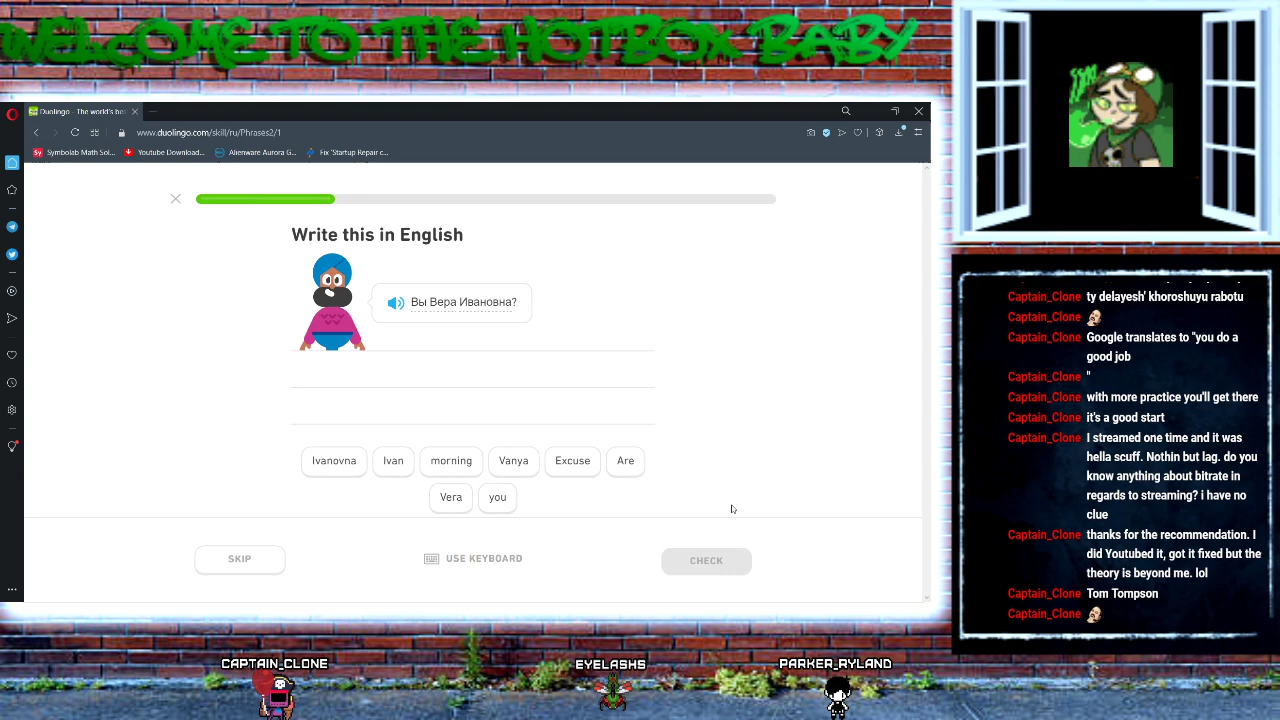 WELCOME TO THE HOTBOX BABY
Duolingo - The world's bes
www.duolingo.com/skill/ru/Phrases2/1
Sy Symbolab Math Sol...
Youtube Download...
Alienware Aurora G...
Fix 'Startup Repair c...
Write this in English
Вы Вера Ивановна?
Ivanovna
Ivan
morning
Vanya
Excuse
Are
Vera
you
SKIP
USE KEYBOARD
CHECK
Captain_Clone ty delayesh' khoroshuyu rabotu
Captain_Clone
Captain_Clone Google translates to "you do a
good job
Captain_Clone "
Captain_Clone with more practice you'll get there
Captain_Clone it's a good start
Captain_Clone I streamed one time and it was
hella scuff. Nothin but lag. do you
know anything about bitrate in
regards to streaming? i have no
clue
Captain_Clone thanks for the recommendation. I
did Youtubed it, got it fixed but the
theory is beyond me. lol
Captain_Clone Tom Tompson
Captain_Clone
CAPTAIN_CLONE
EYELASHS
PARKER_RYLAND